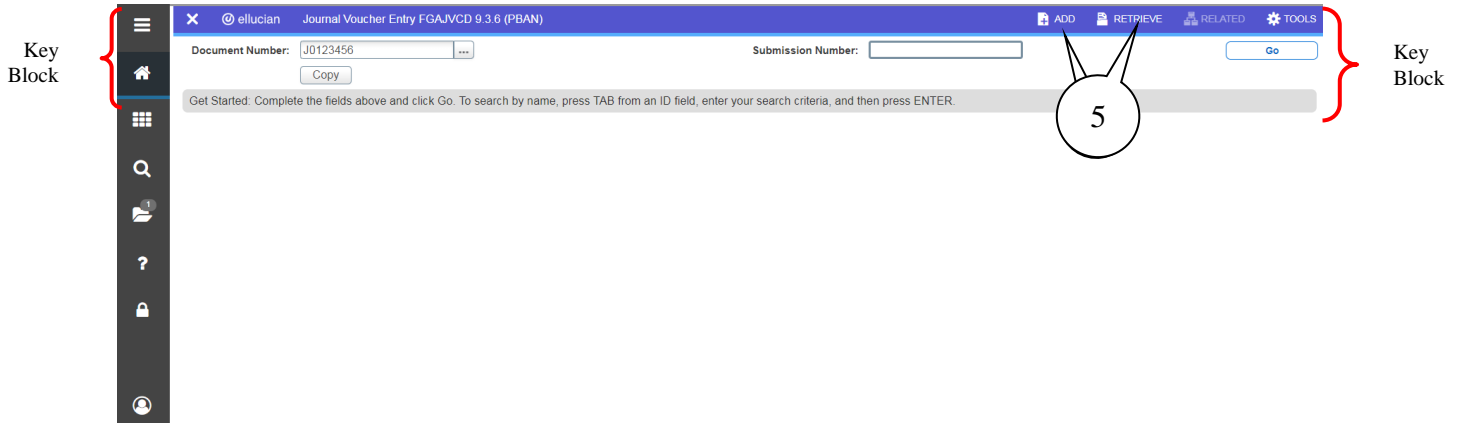 ellucian Journal Voucher Entry FGAJVCD 9.3.6 (PBAN) ADD RETRIEVE RELATED TOOLS
Key Block
Document Number: J0123456 ... Submission Number: Go
Key Block
Copy
Get Started: Complete the fields above and click Go. To search by name, press TAB from an ID field, enter your search criteria, and then press ENTER.
5
1
?